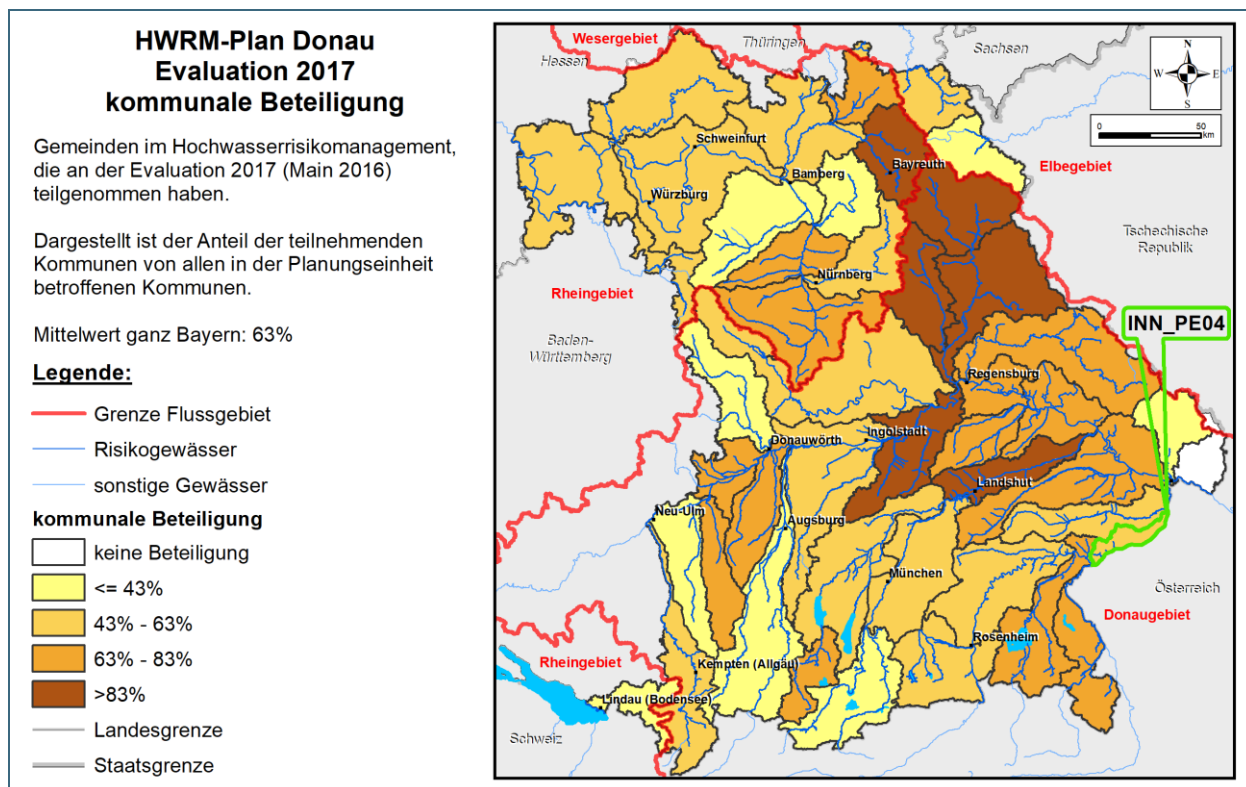 HWRM-Plan Donau
Evaluation 2017
kommunale Beteiligung
Gemeinden im Hochwasserrisikomanagement,
die an der Evaluation 2017 (Main 2016)
teilgenommen haben.
Dargestellt ist der Anteil der teilnehmenden
Kommunen von allen in der Planungseinheit
betroffenen Kommunen.
Mittelwert ganz Bayern: 63%
Legende:
Grenze Flussgebiet
Risikogewässer
sonstige Gewässer
kommunale Beteiligung
keine Beteiligung
<= 43%
43% - 63%
63% - 83%
>83%
Landesgrenze
Staatsgrenze
Wesergebiet
Thüringen
Sachsen
Hessen
N
W E
S
0 50
km
Schweinfurt
Elbegebiet
Bayreuth
Bamberg
Würzburg
Tschechische
Republik
Nürnberg
Rheingebiet
INN_PE04
Baden-
Württemberg
Regensburg
Ingolstadt
Donauwörth
Landshut
Neu-Ulm
Augsburg
München
Österreich
Donaugebiet
Rosenheim
Rheingebiet
Kempten (Allgäu)
Lindau (Bodensee)
Schweiz